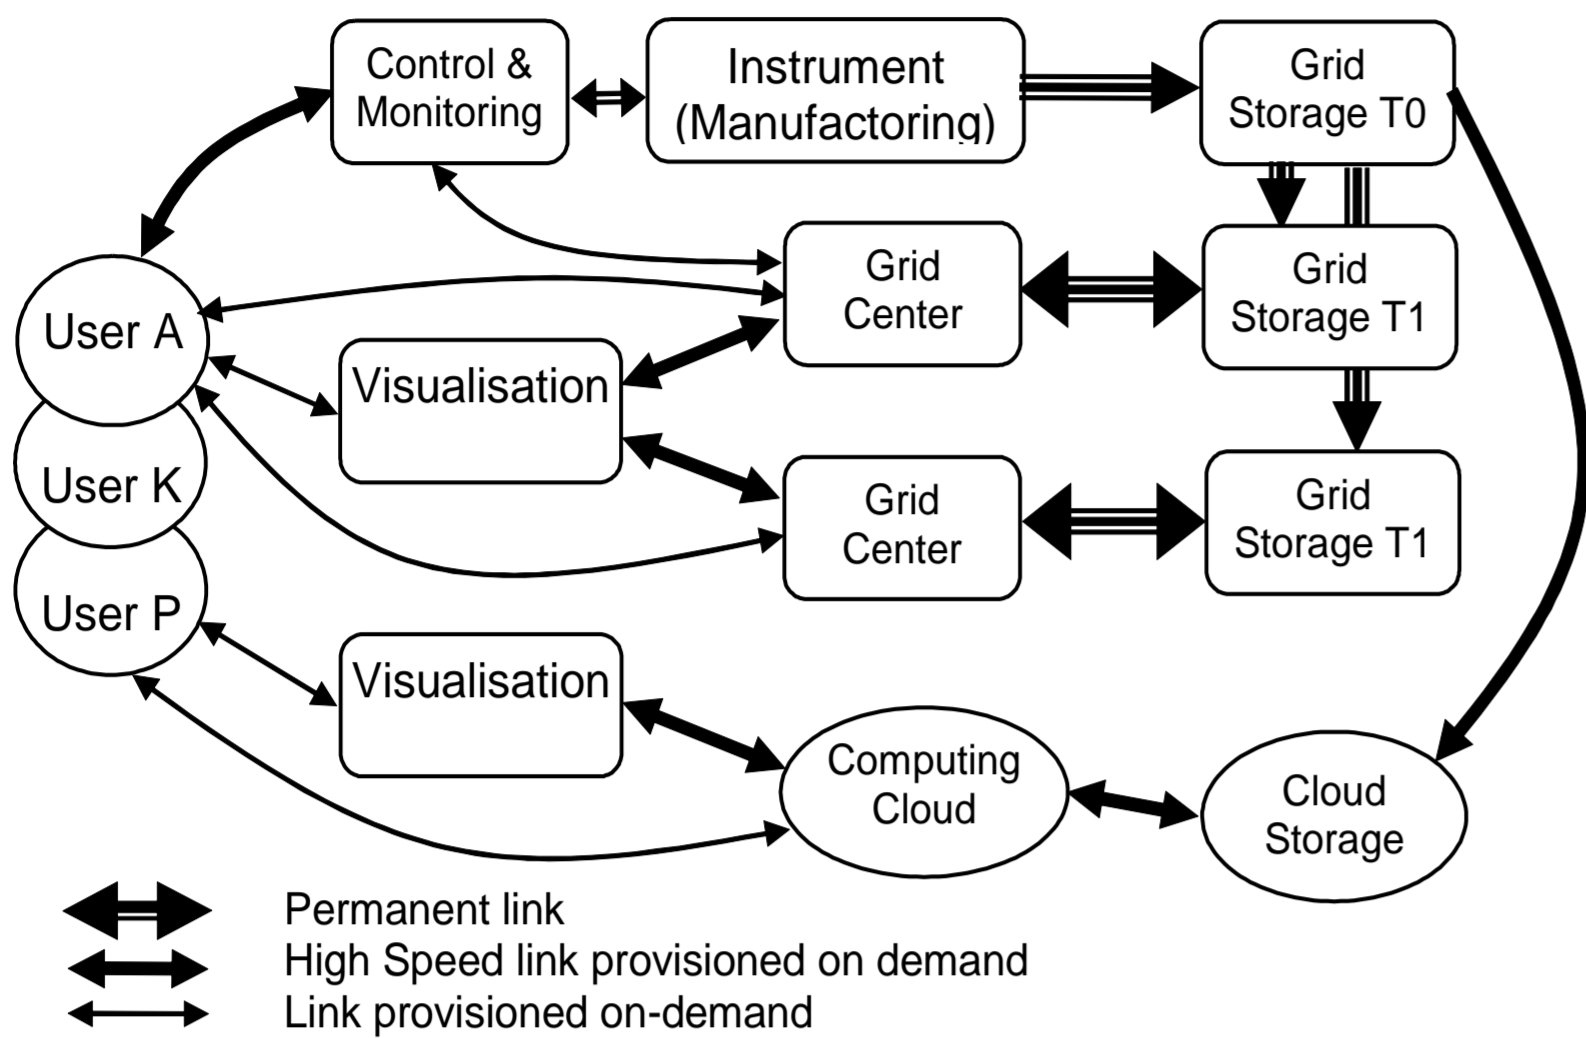 Control &
Monitoring
Instrument
(Manufactoring)
Grid
Storage T0
Grid
Center
Grid
Storage T1
User A
Visualisation
User K
Grid
Center
Grid
Storage T1
User P
Visualisation
Computing
Cloud
Cloud
Storage
Permanent link
High Speed link provisioned on demand
Link provisioned on-demand